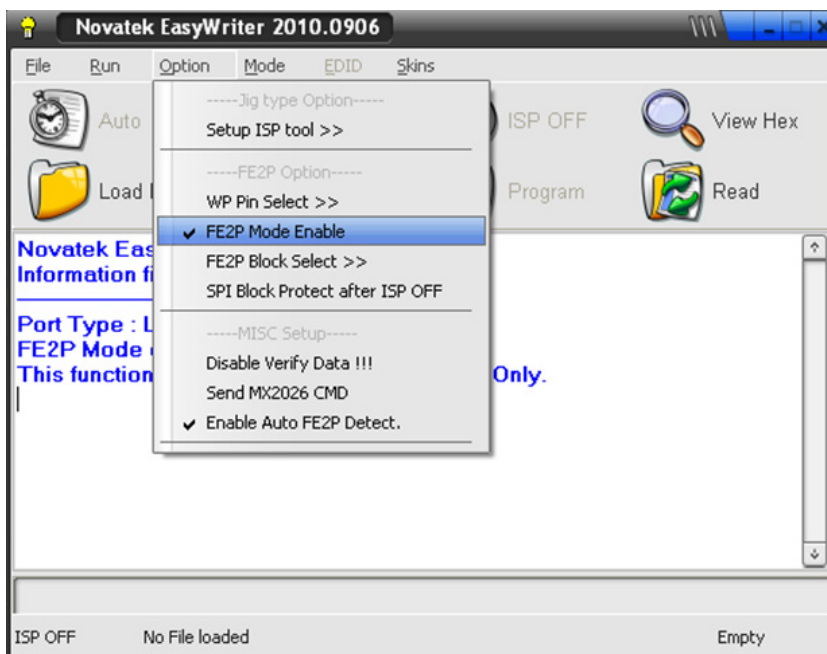 Novatek EasyWriter 2010.0906
File Run Option Mode EDID Skins
Auto
-----Jig type Option-----
Setup ISP tool >>
ISP OFF
View Hex
Load
-----FE2P Option-----
WP Pin Select >>
Program
Read
FE2P Mode Enable
FE2P Block Select >>
SPI Block Protect after ISP OFF
-----MISC Setup-----
Disable Verify Data !!!
Send MX2026 CMD
Enable Auto FE2P Detect.
Novatek Eas
Information fi
Port Type : L
FE2P Mode
This function Only.
ISP OFF No File loaded Empty